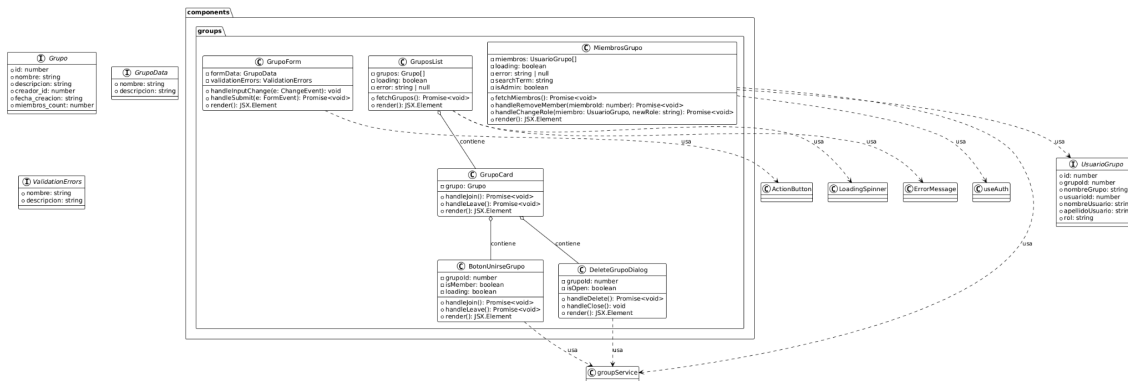 components
groups
I Grupo
id: number
nombre: string
descripcion: string
creador_id: number
fecha_creacion: string
miembros_count: number
I GrupoData
nombre: string
descripcion: string
C GrupoForm
formData: GrupoData
validationErrors: ValidationErrors
handleInputChange(e: ChangeEvent): void
handleSubmit(e: FormEvent): Promise<void>
render(): JSX.Element
C GruposList
grupos: Grupo[]
loading: boolean
error: string | null
fetchGrupos(): Promise<void>
render(): JSX.Element
C MiembrosGrupo
miembros: UsuarioGrupo[]
loading: boolean
error: string | null
searchTerm: string
isAdmin: boolean
fetchMiembros(): Promise<void>
handleRemoveMember(miembroId: number): Promise<void>
handleChangeRole(miembro: UsuarioGrupo, newRole: string): Promise<void>
render(): JSX.Element
contiene
usa
usa
usa
usa
usa
I ValidationErrors
nombre: string
descripcion: string
C GrupoCard
grupo: Grupo
handleJoin(): Promise<void>
handleLeave(): Promise<void>
render(): JSX.Element
C ActionButton
C LoadingSpinner
C ErrorMessage
C useAuth
I UsuarioGrupo
id: number
grupoId: number
nombreGrupo: string
usuarioId: number
nombreUsuario: string
apellidoUsuario: string
rol: string
contiene
contiene
usa
C BotonUnirseGrupo
grupoId: number
isMember: boolean
loading: boolean
handleJoin(): Promise<void>
handleLeave(): Promise<void>
render(): JSX.Element
C DeleteGrupoDialog
grupoId: number
isOpen: boolean
handleDelete(): Promise<void>
handleClose(): void
render(): JSX.Element
usa
usa
C groupService